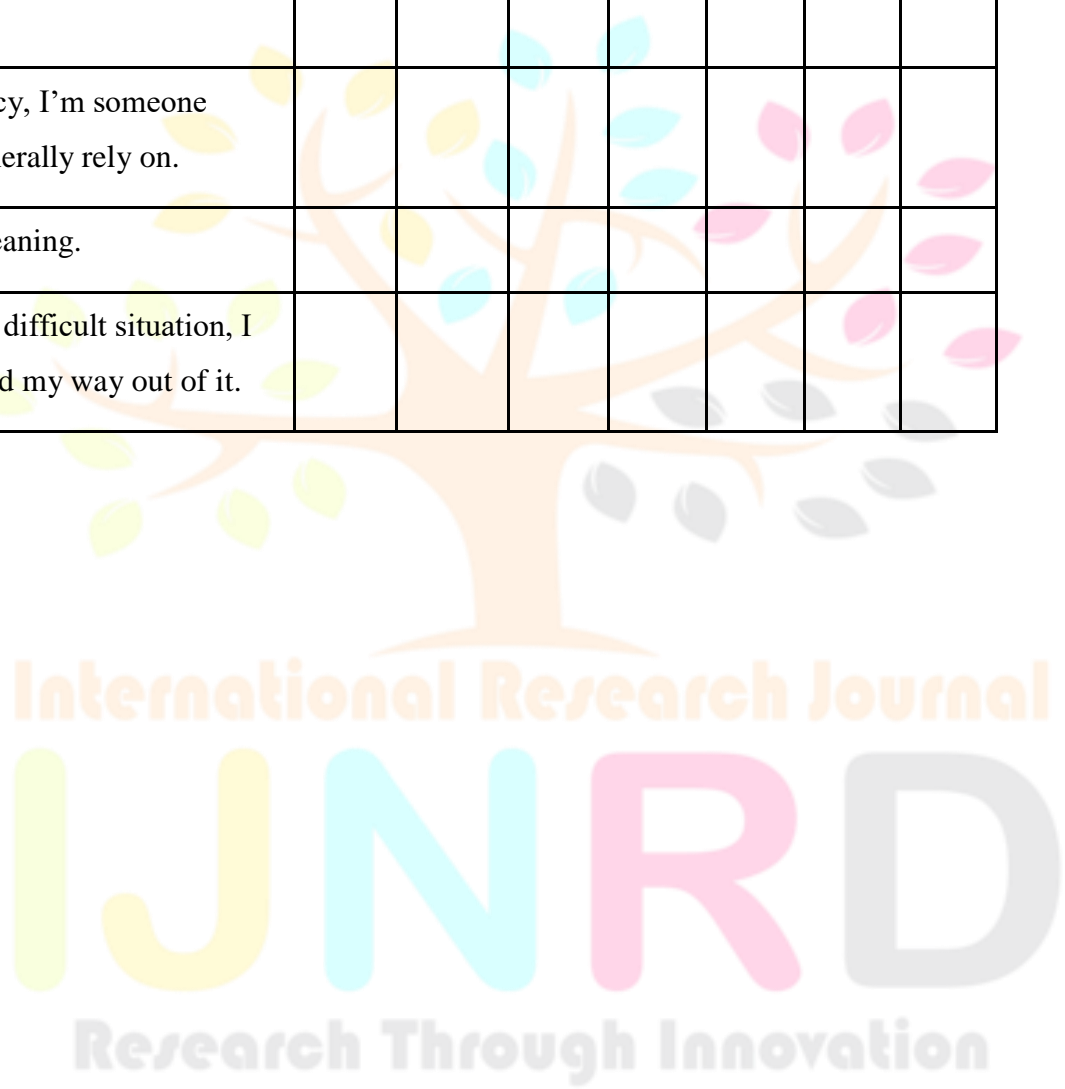 cy, I’m someone
erally rely on.
eaning.
difficult situation, I
d my way out of it.
International Research Journal
IJNRD
Research Through Innovation